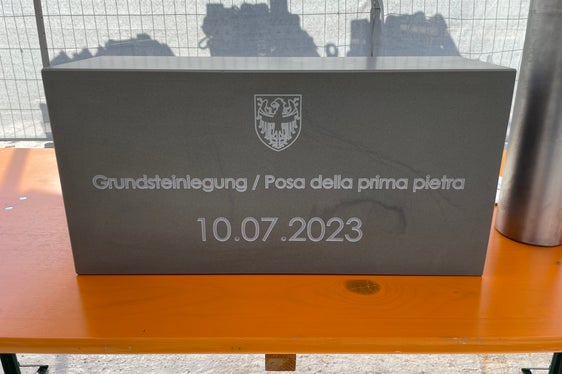 Grundsteinlegung / Posa della prima pietra
10.07.2023